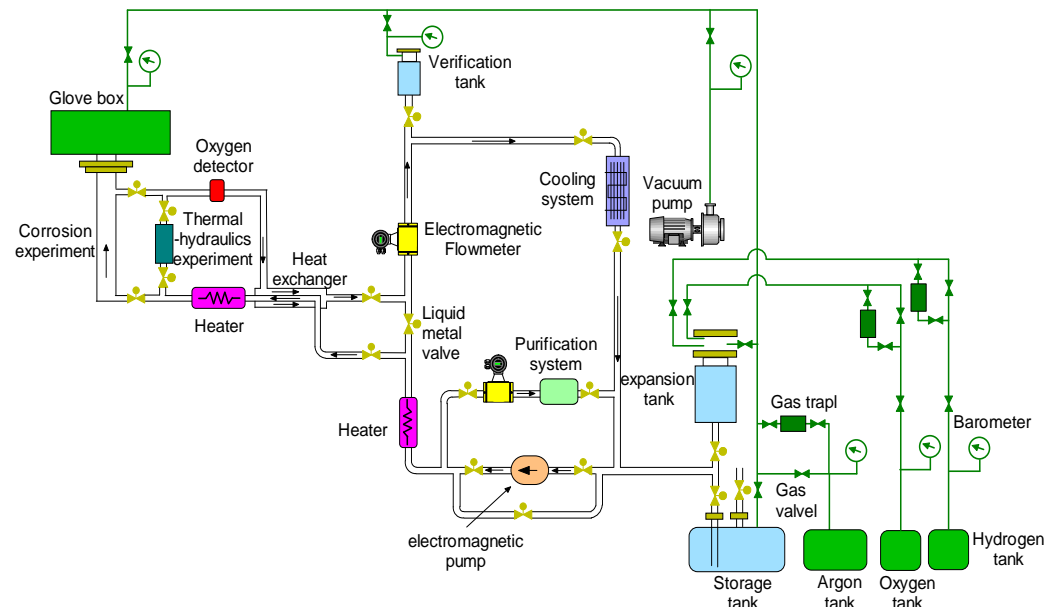 Verification
tank
Glove box
Oxygen
detector
Cooling
system
Vacuum
pump
Corrosion
experiment
Thermal
-hydraulics
experiment
Electromagnetic
Flowmeter
Heat
exchanger
Heater
Liquid
metal
valve
Purification
system
expansion
tank
Gas trapl
Heater
Barometer
Gas
valvel
electromagnetic
pump
Storage
tank
Argon
tank
Oxygen
tank
Hydrogen
tank